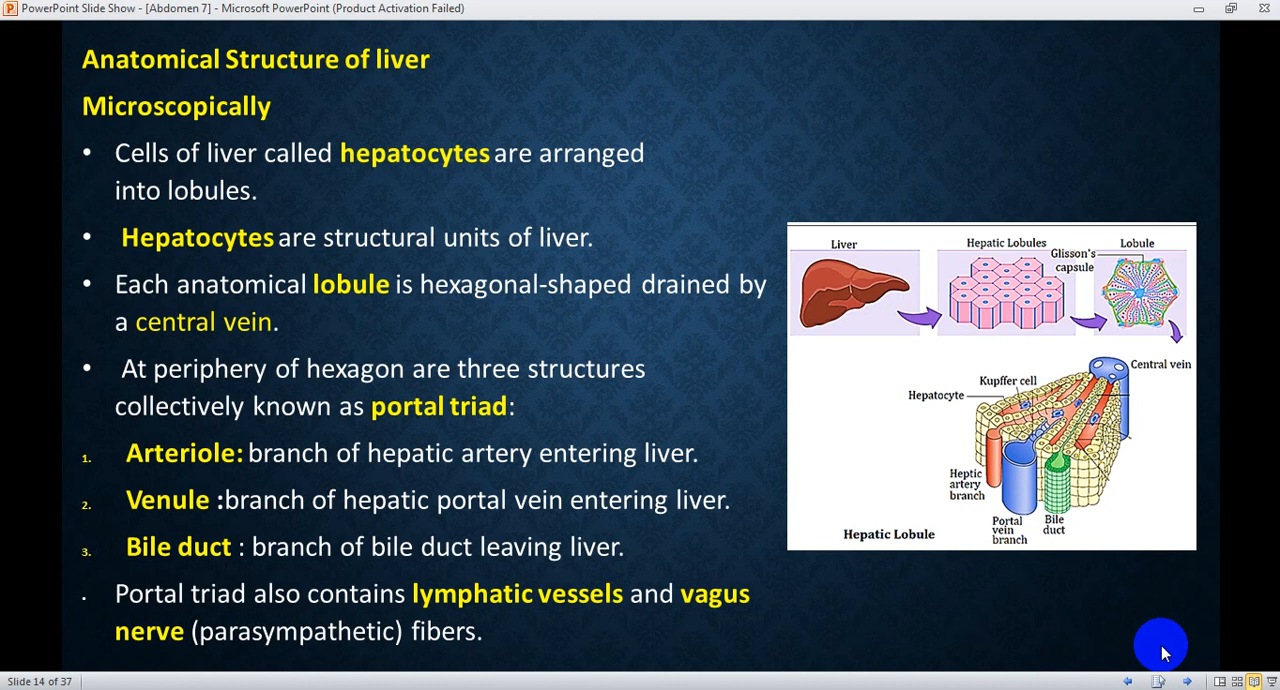 PowerPoint Slide Show - [Abdomen 7] - Microsoft PowerPoint (Product Activation Failed)
Anatomical Structure of liver
Microscopically
• Cells of liver called hepatocytes are arranged
into lobules.
• Hepatocytes are structural units of liver.
• Each anatomical lobule is hexagonal-shaped drained by
a central vein.
• At periphery of hexagon are three structures
collectively known as portal triad:
1. Arteriole: branch of hepatic artery entering liver.
2. Venule :branch of hepatic portal vein entering liver.
3. Bile duct : branch of bile duct leaving liver.
. Portal triad also contains lymphatic vessels and vagus
nerve (parasympathetic) fibers.
Liver
Hepatic Lobules
Lobule
Glisson's
capsule
Central vein
Kupffer cell
Hepatocyte
Heptic
artery
branch
Portal
vein
branch
Bile
duct
Hepatic Lobule
Slide 14 of 37